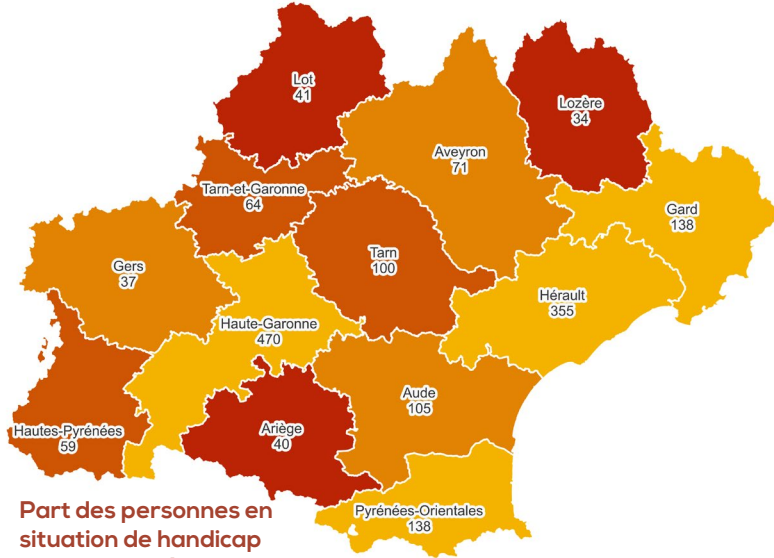 Lot
41
Lozère
34
Aveyron
71
Tarn-et-Garonne
64
Gard
138
Tarn
100
Gers
37
Hérault
355
Haute-Garonne
470
Aude
105
Hautes-Pyrénées
59
Ariège
40
Pyrénées-Orientales
138
Part des personnes en
situation de handicap